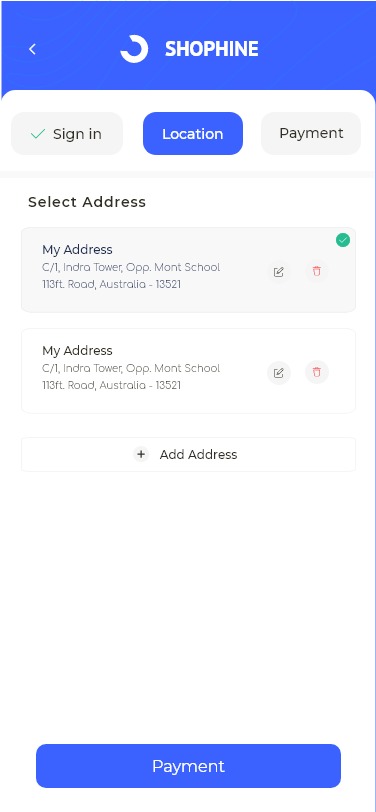 SHOPHINE
Sign in
Location
Payment
Select Address
My Address
C/1, Indra Tower, Opp. Mont School
113ft. Road, Australia - 13521
My Address
C/1, Indra Tower, Opp. Mont School
113ft. Road, Australia - 13521
+ Add Address
Payment